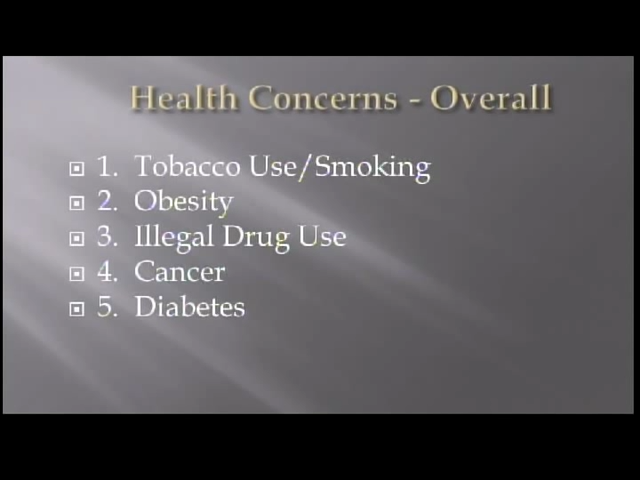 Health Concerns - Overall
1. Tobacco Use/Smoking
2. Obesity
3. Illegal Drug Use
4. Cancer
5. Diabetes